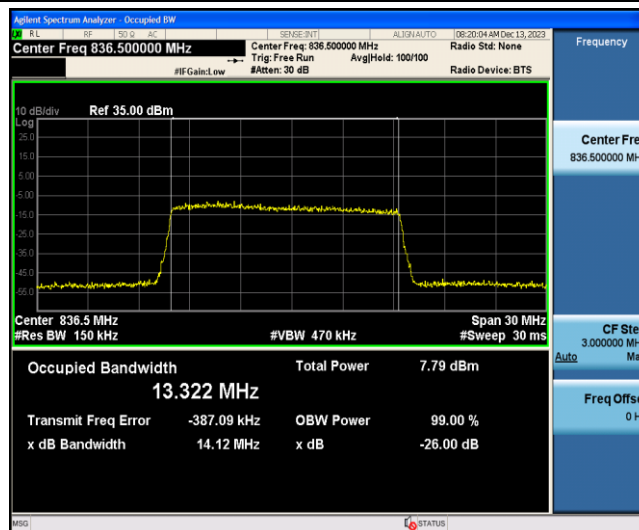 Agilent Spectrum Analyzer - Occupied BW
RL RF 50 Ω AC SENSE:INT ALIGN AUTO 08:20:04 AM Dec 13, 2023
Center Freq 836.500000 MHz Center Freq: 836.500000 MHz Radio Std: None
Trig: Free Run Avg|Hold: 100/100
#IFGain:Low #Atten: 30 dB Radio Device: BTS
Frequency
10 dB/div Ref 35.00 dBm
Log
25.0
15.0
5.00
-5.00
-15.0
-25.0
-35.0
-45.0
-55.0
Center 836.5 MHz Span 30 MHz
#Res BW 150 kHz #VBW 470 kHz #Sweep 30 ms
Occupied Bandwidth Total Power 7.79 dBm
13.322 MHz
Transmit Freq Error -387.09 kHz OBW Power 99.00 %
x dB Bandwidth 14.12 MHz x dB -26.00 dB
Center Fre
836.500000 MH
CF Ste
3.000000 MH
Auto Ma
Freq Offse
0 H
MSG STATUS